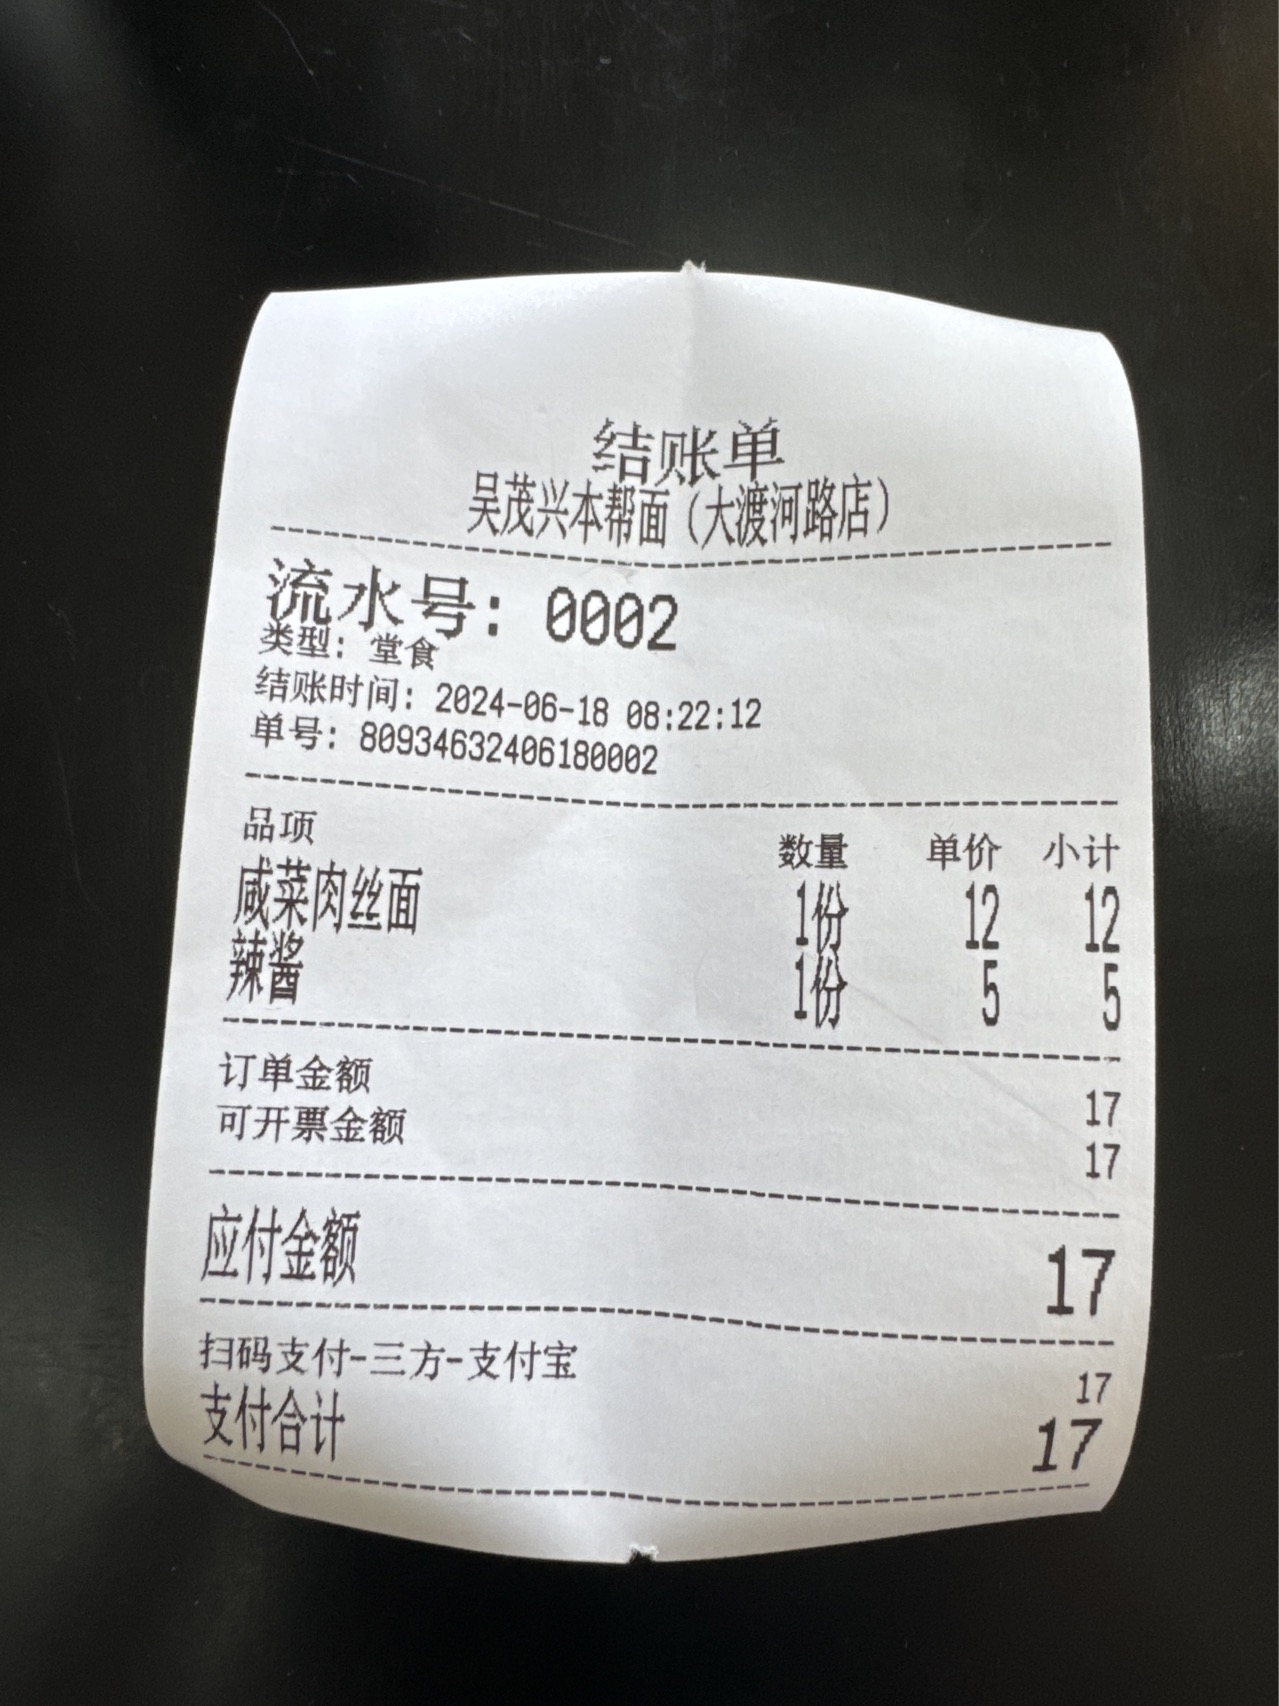 结账单
吴茂兴本帮面（大渡河路店）
流水号：0002
类型：堂食
结账时间：2024-06-18 08:22:12
单号：80934632406180002
品项 数量 单价 小计
咸菜肉丝面 1份 12 12
辣酱 1份 5 5
订单金额 17
可开票金额 17
应付金额 17
扫码支付-三方-支付宝 17
支付合计 17